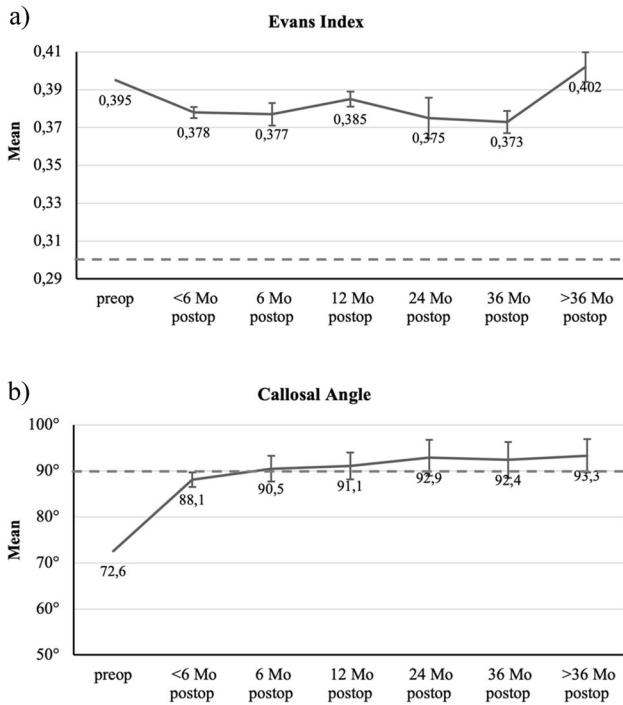 a)
Evans Index
Mean
0,41
0,39
0,37
0,35
0,33
0,31
0,29
0,395
0,378
0,377
0,385
0,375
0,373
0,402
preop
<6 Mo postop
6 Mo postop
12 Mo postop
24 Mo postop
36 Mo postop
>36 Mo postop
b)
Callosal Angle
Mean
100°
90°
80°
70°
60°
50°
72,6
88,1
90,5
91,1
92,9
92,4
93,3
preop
<6 Mo postop
6 Mo postop
12 Mo postop
24 Mo postop
36 Mo postop
>36 Mo postop